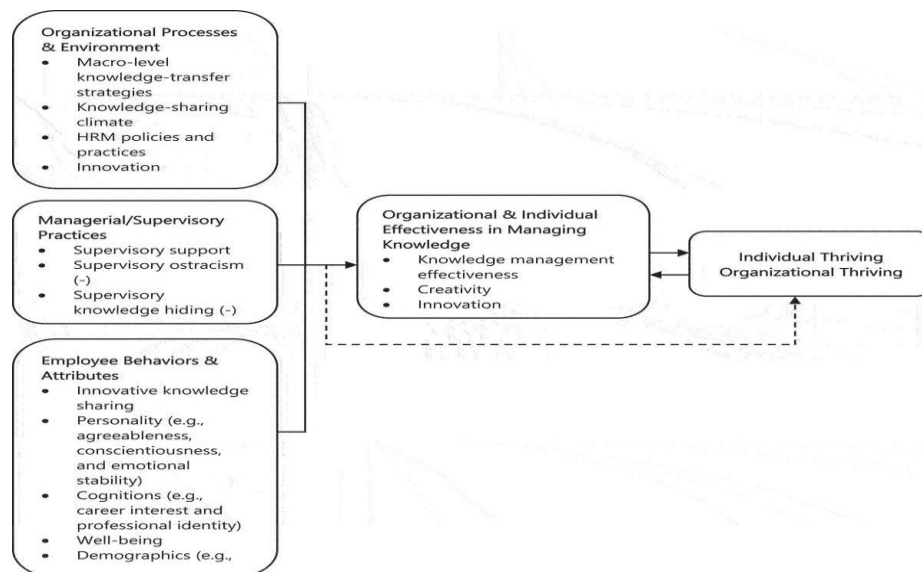 Organizational Processes
& Environment
• Macro-level
knowledge-transfer
strategies
• Knowledge-sharing
climate
• HRM policies and
practices
• Innovation
Managerial/Supervisory
Practices
• Supervisory support
• Supervisory ostracism
(-)
• Supervisory
knowledge hiding (-)
Employee Behaviors &
Attributes
• Innovative knowledge
sharing
• Personality (e.g.,
agreeableness,
conscientiousness,
and emotional
stability)
• Cognitions (e.g.,
career interest and
professional identity)
• Well-being
• Demographics (e.g.,
Organizational & Individual
Effectiveness in Managing
Knowledge
• Knowledge management
effectiveness
• Creativity
• Innovation
Individual Thriving
Organizational Thriving